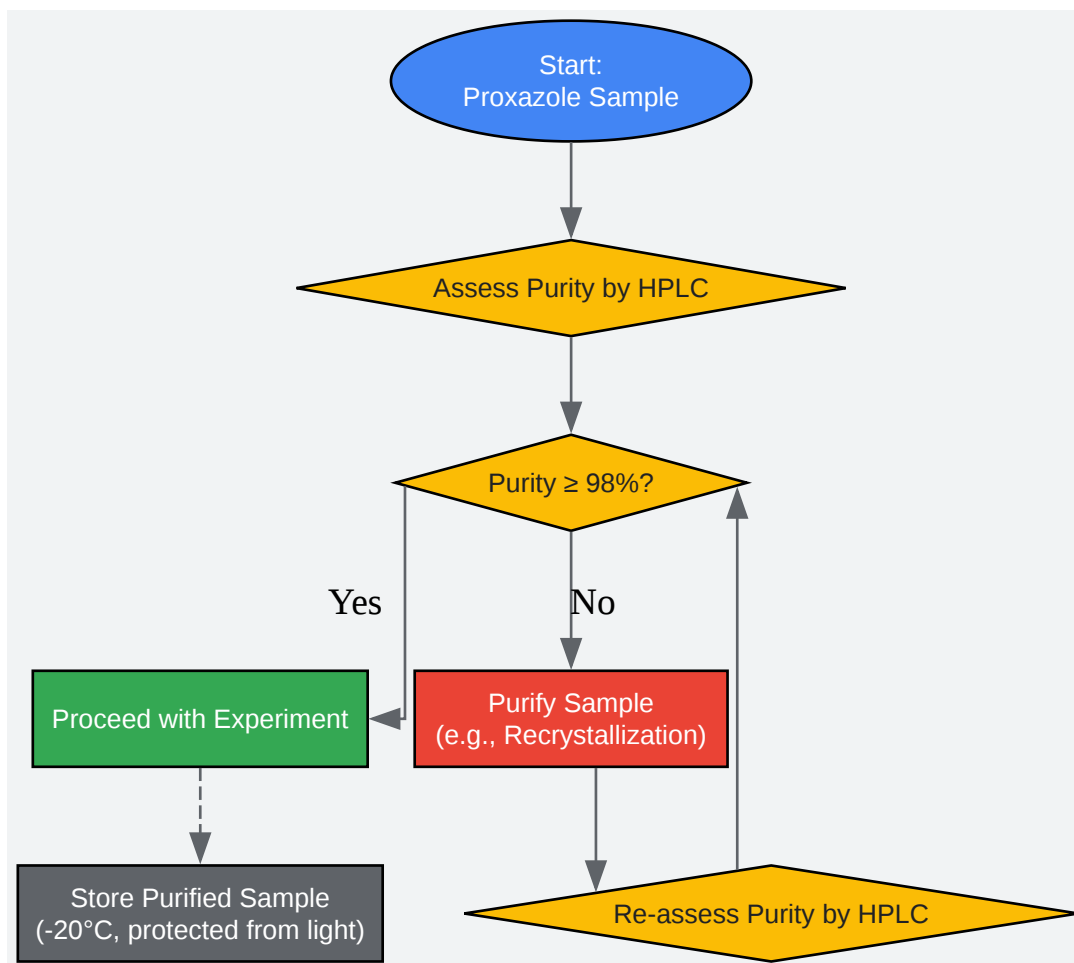 Start:
Proxazole Sample
Assess Purity by HPLC
Purity ≥ 98%?
Yes
No
Proceed with Experiment
Purify Sample
(e.g., Recrystallization)
Store Purified Sample
(-20°C, protected from light)
Re-assess Purity by HPLC